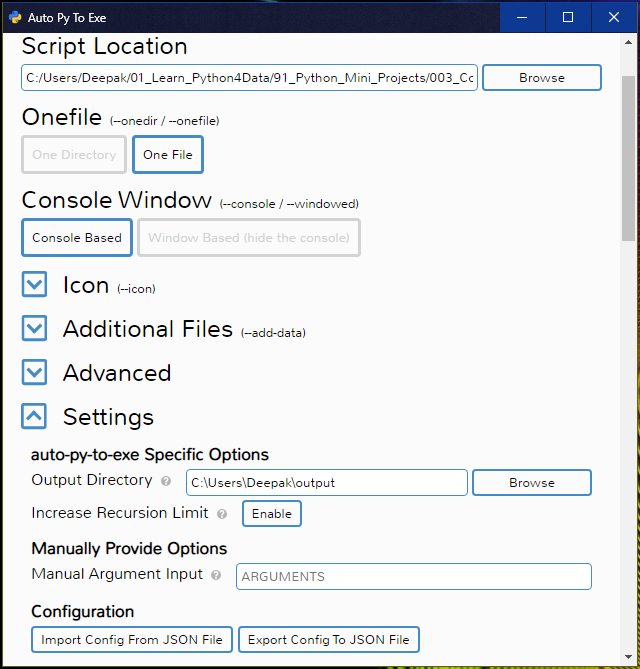 Auto Py To Exe
Script Location
C:/Users/Deepak/01_Learn_Python4Data/91_Python_Mini_Projects/003_Cc Browse
Onefile (--onedir / --onefile)
One Directory One File
Console Window (--console / --windowed)
Console Based Window Based (hide the console)
Icon (--icon)
Additional Files (--add-data)
Advanced
Settings
auto-py-to-exe Specific Options
Output Directory ? C:\Users\Deepak\output Browse
Increase Recursion Limit ? Enable
Manually Provide Options
Manual Argument Input ? ARGUMENTS
Configuration
Import Config From JSON File Export Config To JSON File